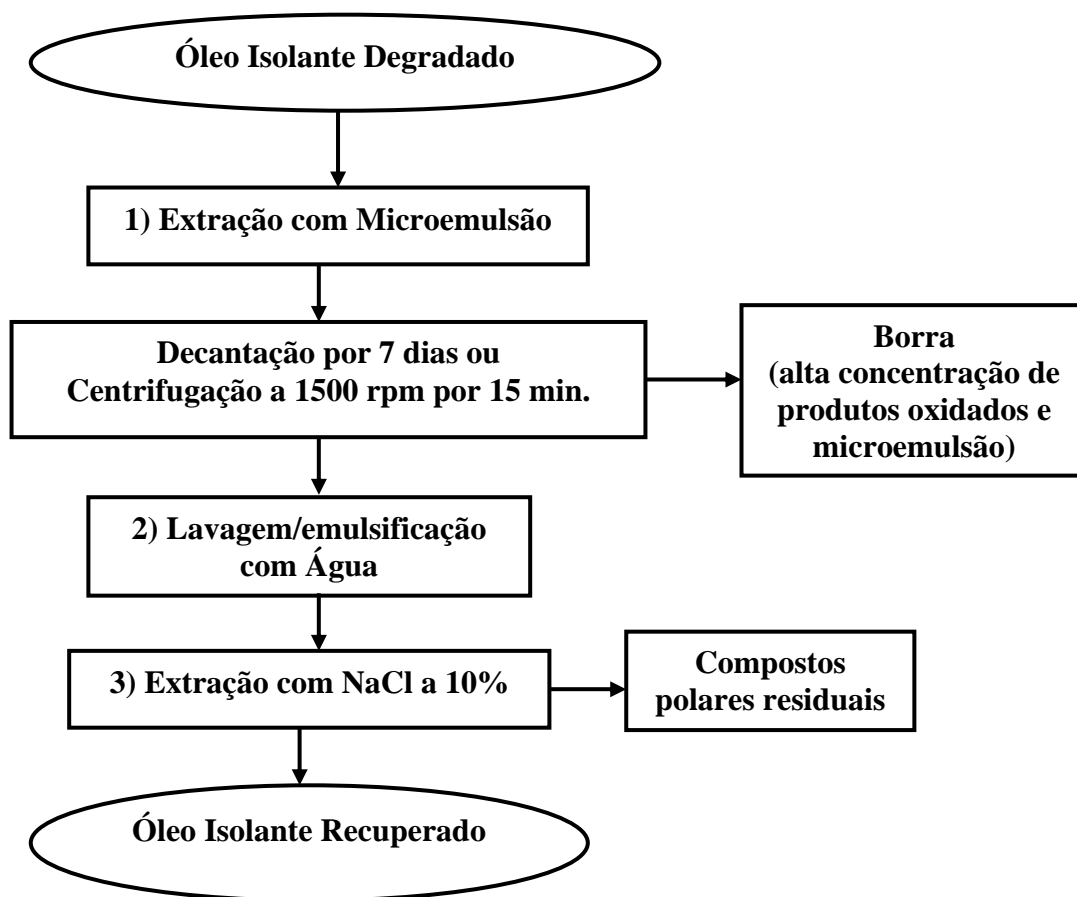 Óleo Isolante Degradado
1) Extração com Microemulsão
Decantação por 7 dias ou
Centrifugação a 1500 rpm por 15 min.
Borra
(alta concentração de
produtos oxidados e
microemulsão)
2) Lavagem/emulsificação
com Água
3) Extração com NaCl a 10%
Compostos
polares residuais
Óleo Isolante Recuperado